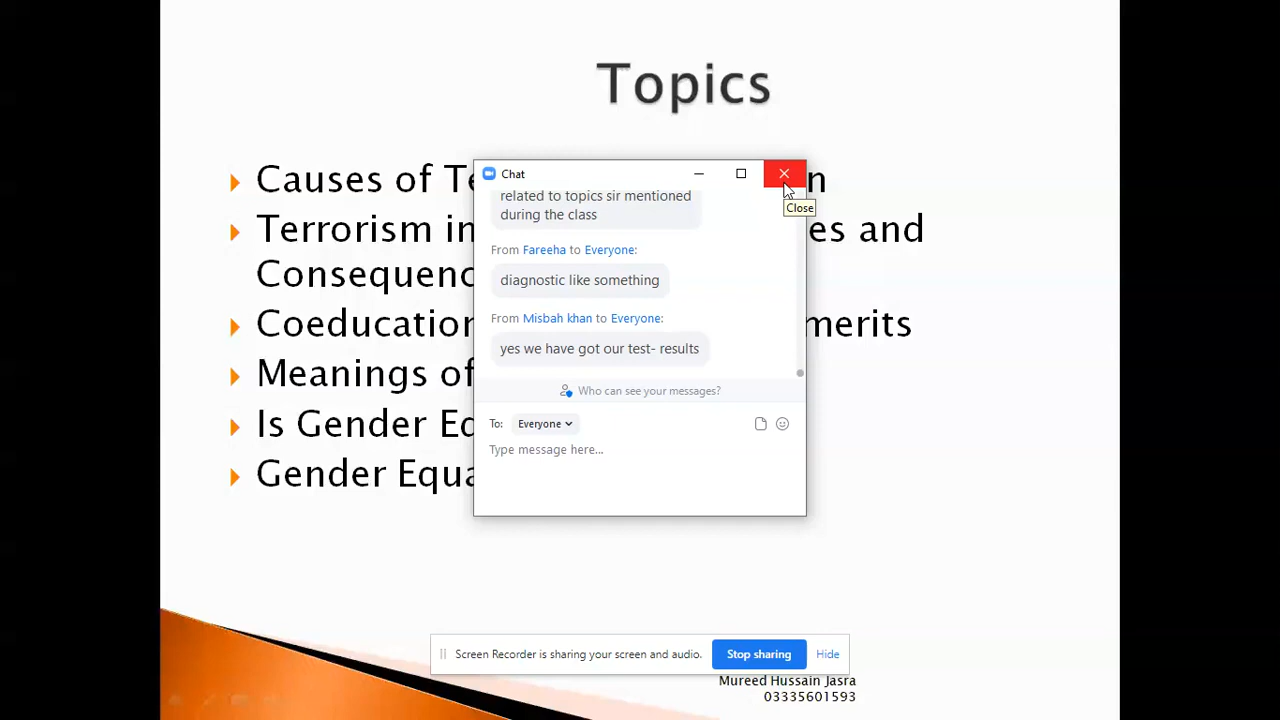 Topics
Causes of Te
n
Terrorism in
es and
Consequenc
Coeducation
merits
Meanings of
Is Gender Eq
Gender Equa
Chat
Close
related to topics sir mentioned
during the class
From Fareeha to Everyone:
diagnostic like something
From Misbah khan to Everyone:
yes we have got our test- results
Who can see your messages?
To: Everyone
Type message here...
Screen Recorder is sharing your screen and audio. Stop sharing Hide
Mureed Hussain Jasra
03335601593